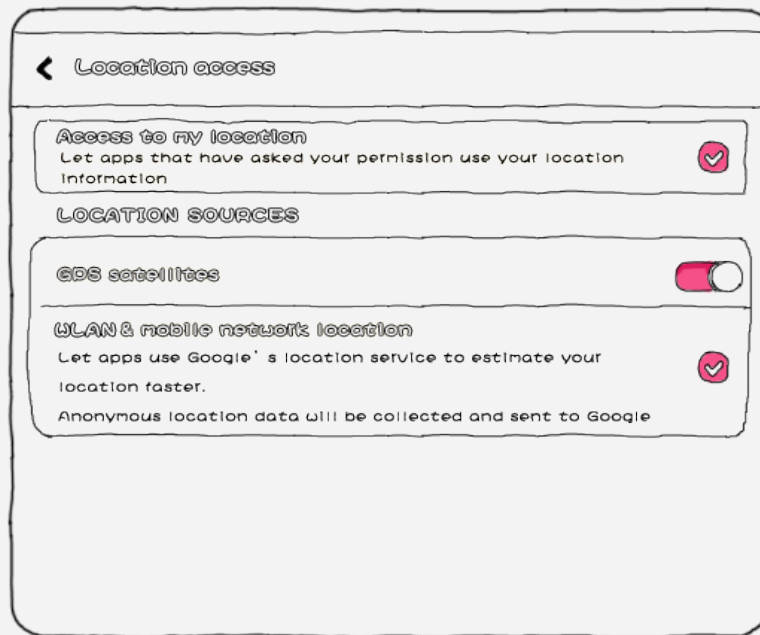 Location access
Access to my location
Let apps that have asked your permission use your location
information
LOCATION SOURCES
GPS satellites
WLAN & mobile network location
Let apps use Google's location service to estimate your
location faster.
Anonymous location data will be collected and sent to Google